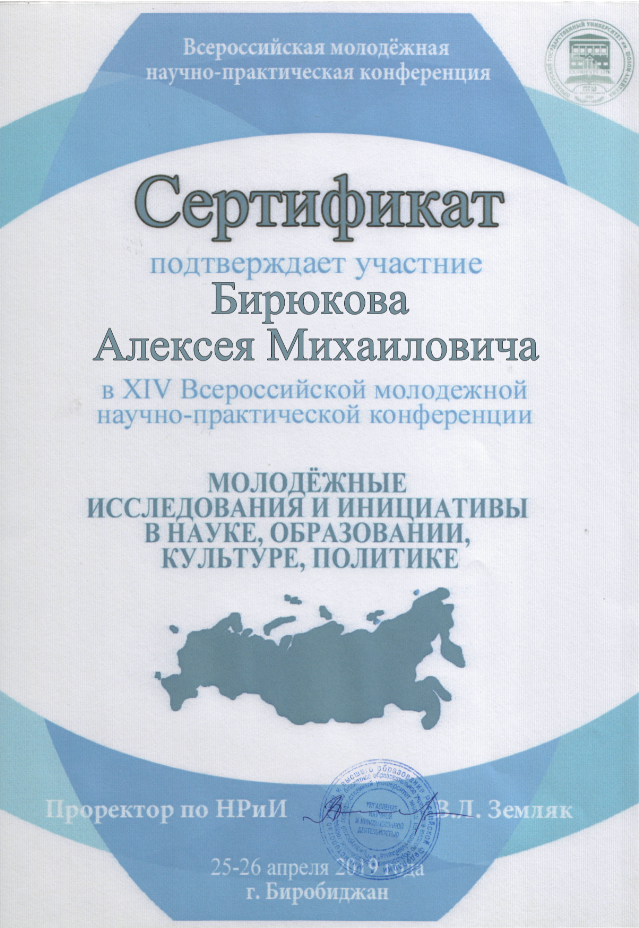 Всероссийская молодёжная
научно-практическая конференция
Сертификат
подтверждает участние
Бирюкова
Алексея Михаиловича
в XIV Всероссийской молодежной
научно-практической конференции
МОЛОДЁЖНЫЕ
ИССЛЕДОВАНИЯ И ИНИЦИАТИВЫ
В НАУКЕ, ОБРАЗОВАНИИ,
КУЛЬТУРЕ, ПОЛИТИКЕ
Проректор по НРиИ В.Л. Земляк
25-26 апреля 2019 года
г. Биробиджан